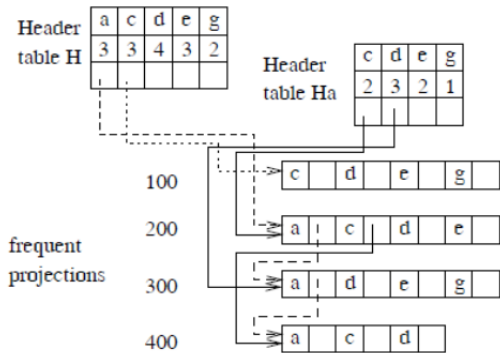 Header
table H
a c d e g
3 3 4 3 2
Header
table Ha
c d e g
2 3 2 1
100
c d e g
200
a c d e
frequent
projections
300
a d e g
400
a c d